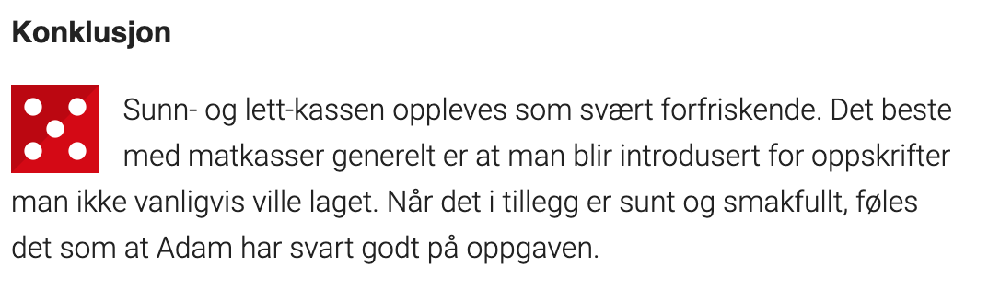 Konklusjon
Sunn- og lett-kassen oppleves som svært forfriskende. Det beste
med matkasser generelt er at man blir introdusert for oppskrifter
man ikke vanligvis ville laget. Når det i tillegg er sunt og smakfullt, føles
det som at Adam har svart godt på oppgaven.